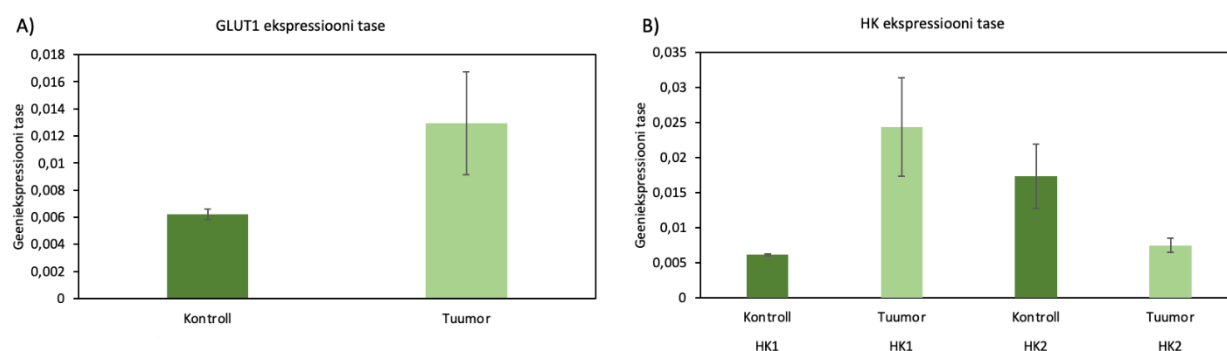 A)
GLUT1 ekspressiooni tase
Geeniekspressiooni tase
0,018
0,016
0,014
0,012
0,01
0,008
0,006
0,004
0,002
0
Kontroll Tuumor
B)
HK ekspressiooni tase
Geeniekspressiooni tase
0,035
0,03
0,025
0,02
0,015
0,01
0,005
0
Kontroll Tuumor Kontroll Tuumor
HK1 HK1 HK2 HK2